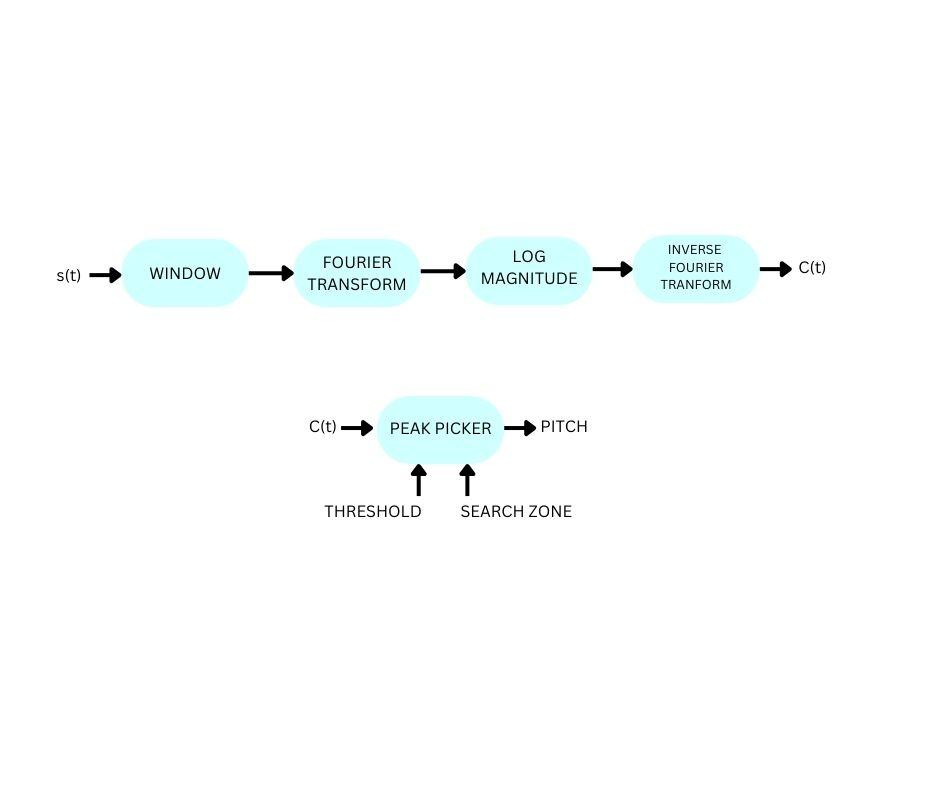 s(t)
WINDOW
FOURIER
TRANSFORM
LOG
MAGNITUDE
INVERSE
FOURIER
TRANFORM
C(t)
C(t)
PEAK PICKER
PITCH
THRESHOLD
SEARCH ZONE